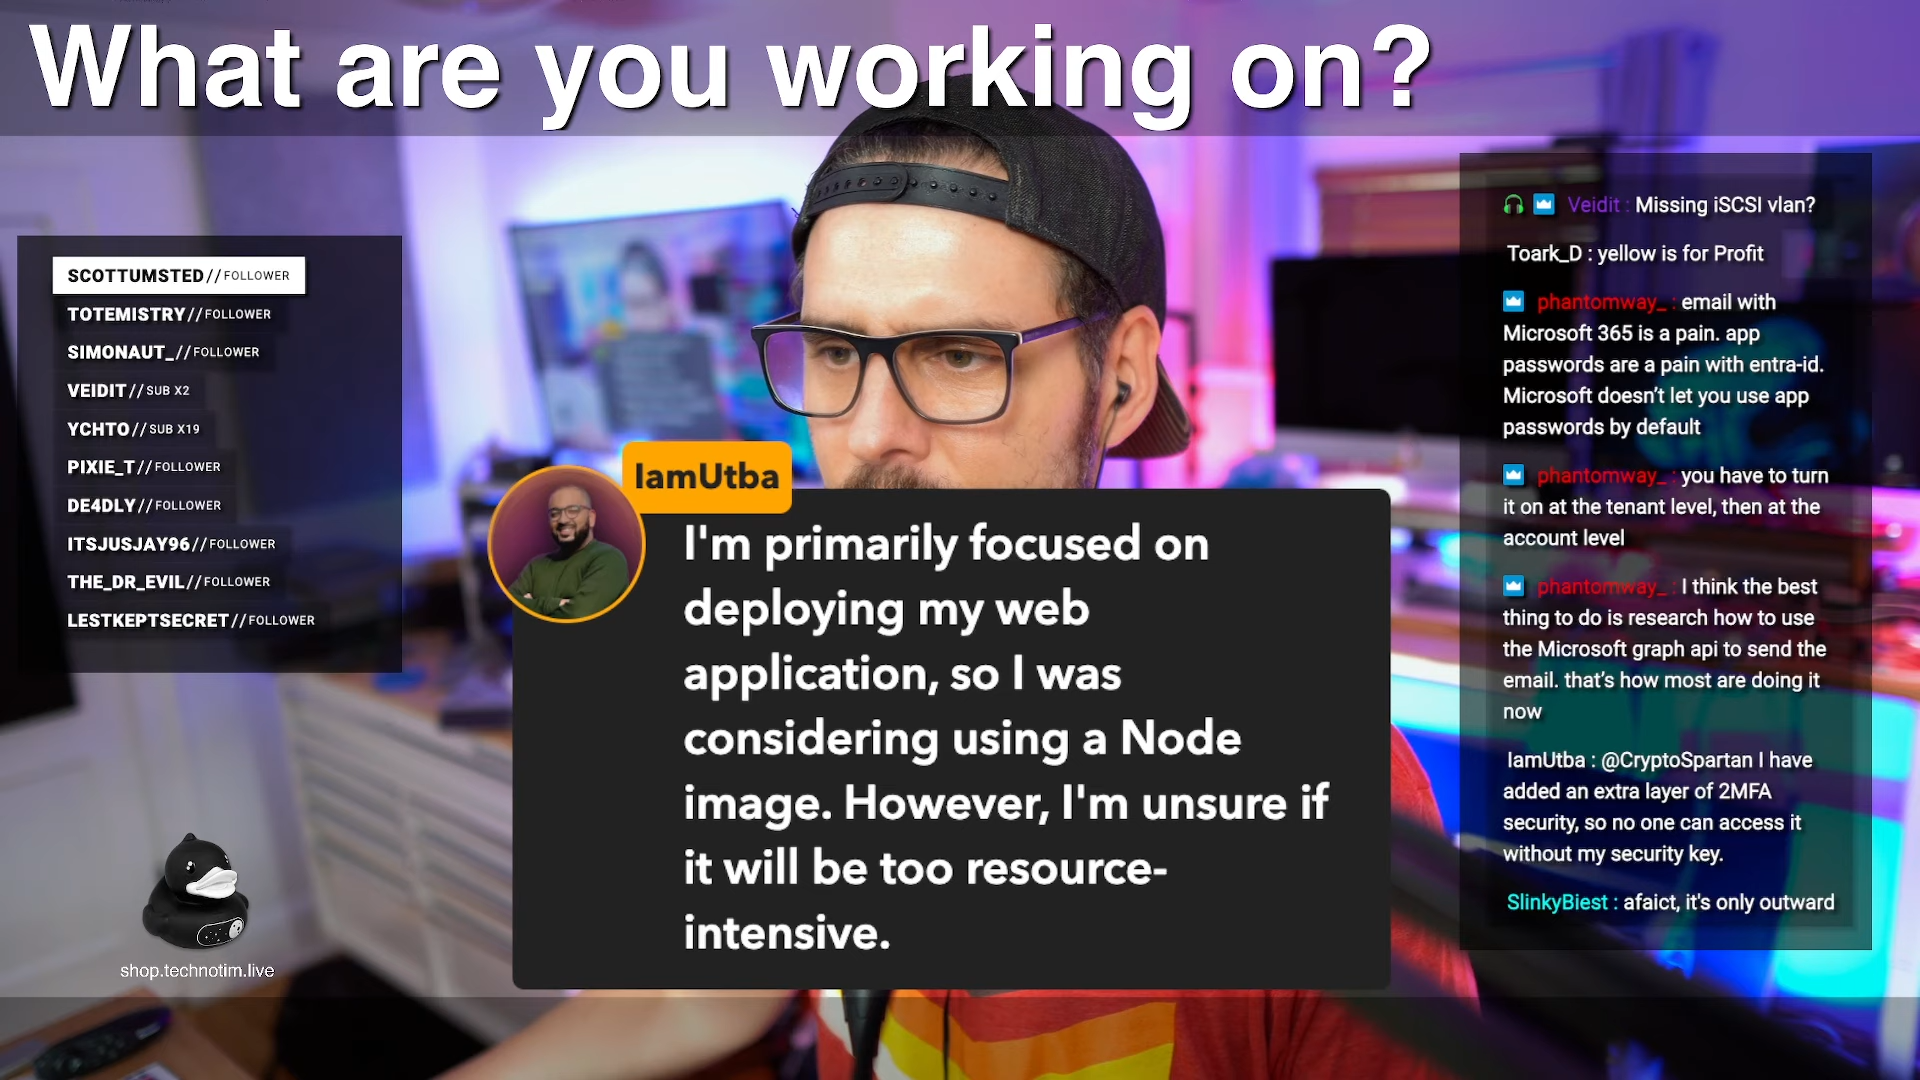 What are you working on?
SCOTTUMSTED//FOLLOWER
TOTEMISTRY//FOLLOWER
SIMONAUT_//FOLLOWER
VEIDIT//SUB X2
YCHTO//SUB X19
PIXIE_T//FOLLOWER
DE4DLY//FOLLOWER
ITSJUSJAY96//FOLLOWER
THE_DR_EVIL//FOLLOWER
LESTKEPTSECRET//FOLLOWER
shop.technotim.live
IamUtba
I'm primarily focused on
deploying my web
application, so I was
considering using a Node
image. However, I'm unsure if
it will be too resource-
intensive.
Veidit : Missing iSCSI vlan?
Toark_D : yellow is for Profit
phantomway_ : email with
Microsoft 365 is a pain. app
passwords are a pain with entra-id.
Microsoft doesn't let you use app
passwords by default
phantomway_ : you have to turn
it on at the tenant level, then at the
account level
phantomway_ : I think the best
thing to do is research how to use
the Microsoft graph api to send the
email. that's how most are doing it
now
IamUtba : @CryptoSpartan I have
added an extra layer of 2MFA
security, so no one can access it
without my security key.
SlinkyBiest : afaict, it's only outward